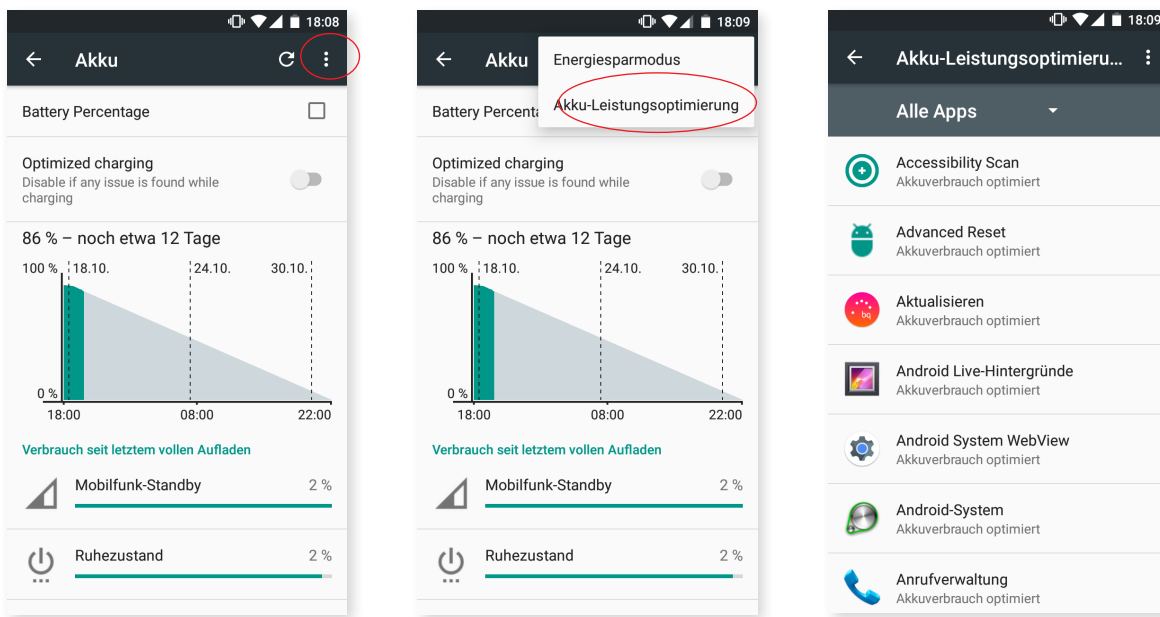 18:08
Akku
Battery Percentage
Optimized charging
Disable if any issue is found while
charging
86 % – noch etwa 12 Tage
100 %
18.10.
24.10.
30.10.
0 %
18:00
08:00
22:00
Verbrauch seit letztem vollen Aufladen
Mobilfunk-Standby
2 %
Ruhezustand
2 %
18:09
Akku
Energiesparmodus
Akku-Leistungsoptimierung
Battery Percenta
Optimized charging
Disable if any issue is found while
charging
86 % – noch etwa 12 Tage
100 %
18.10.
24.10.
30.10.
0 %
18:00
08:00
22:00
Verbrauch seit letztem vollen Aufladen
Mobilfunk-Standby
2 %
Ruhezustand
2 %
18:09
Akku-Leistungsoptimieru...
Alle Apps
Accessibility Scan
Akkuverbrauch optimiert
Advanced Reset
Akkuverbrauch optimiert
bq
Aktualisieren
Akkuverbrauch optimiert
Android Live-Hintergründe
Akkuverbrauch optimiert
Android System WebView
Akkuverbrauch optimiert
Android-System
Akkuverbrauch optimiert
Anrufverwaltung
Akkuverbrauch optimiert